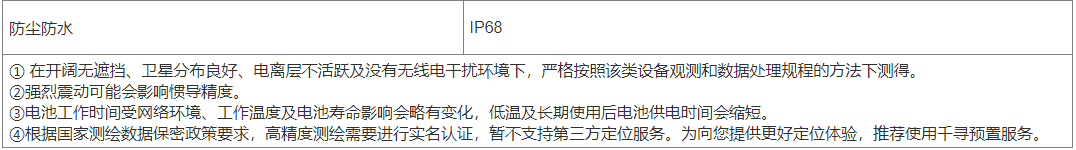 防尘防水
IP68
① 在开阔无遮挡、卫星分布良好、电离层不活跃及没有无线电干扰环境下，严格按照该类设备观测和数据处理规程的方法下测得。
②强烈震动可能会影响惯导精度。
③电池工作时间受网络环境、工作温度及电池寿命影响会略有变化，低温及长期使用后电池供电时间会缩短。
④根据国家测绘数据保密政策要求，高精度测绘需要进行实名认证，暂不支持第三方定位服务。为向您提供更好定位体验，推荐使用千寻预置服务。